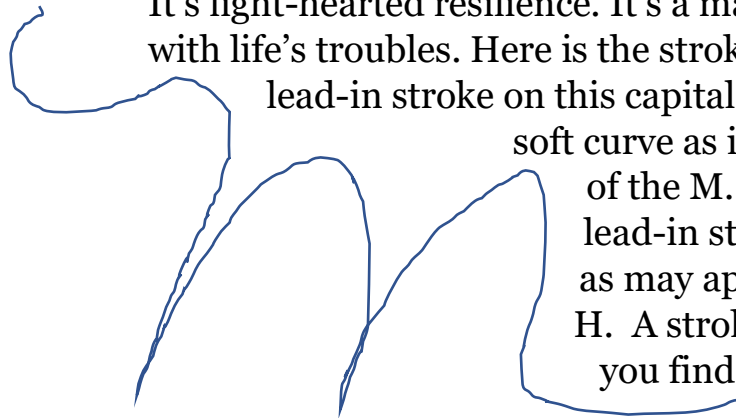 It's light-hearted resilience. It's a ma
with life's troubles. Here is the strok
lead-in stroke on this capital
soft curve as i
of the M.
lead-in st
as may ap
H. A strok
you find